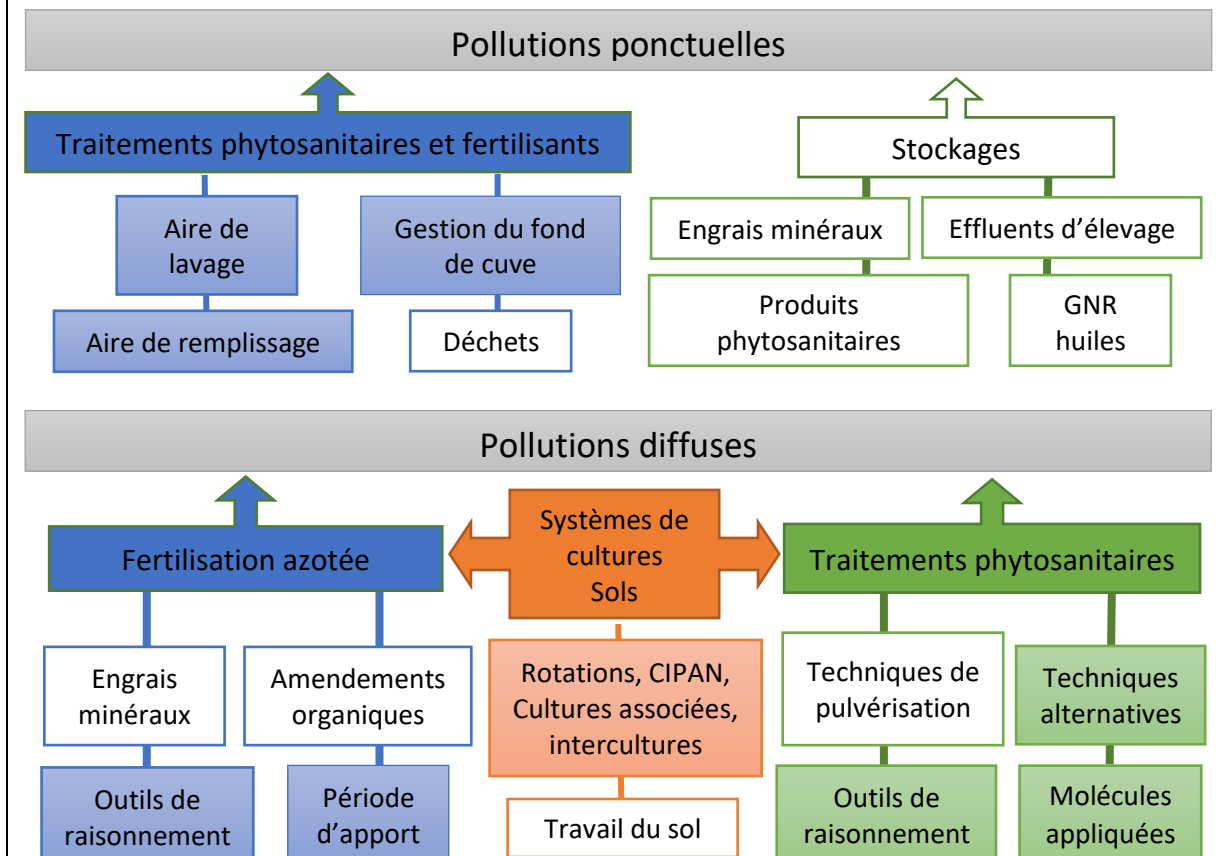 Pollutions ponctuelles
Traitements phytosanitaires et fertilisants
Stockages
Aire de
lavage
Gestion du fond
de cuve
Engrais minéraux
Effluents d’élevage
Aire de remplissage
Déchets
Produits
phytosanitaires
GNR
huiles
Pollutions diffuses
Fertilisation azotée
Systèmes de
cultures
Sols
Traitements phytosanitaires
Engrais
minéraux
Amendements
organiques
Rotations, CIPAN,
Cultures associées,
intercultures
Techniques de
pulvérisation
Techniques
alternatives
Outils de
raisonnement
Période
d’apport
Travail du sol
Outils de
raisonnement
Molécules
appliquées